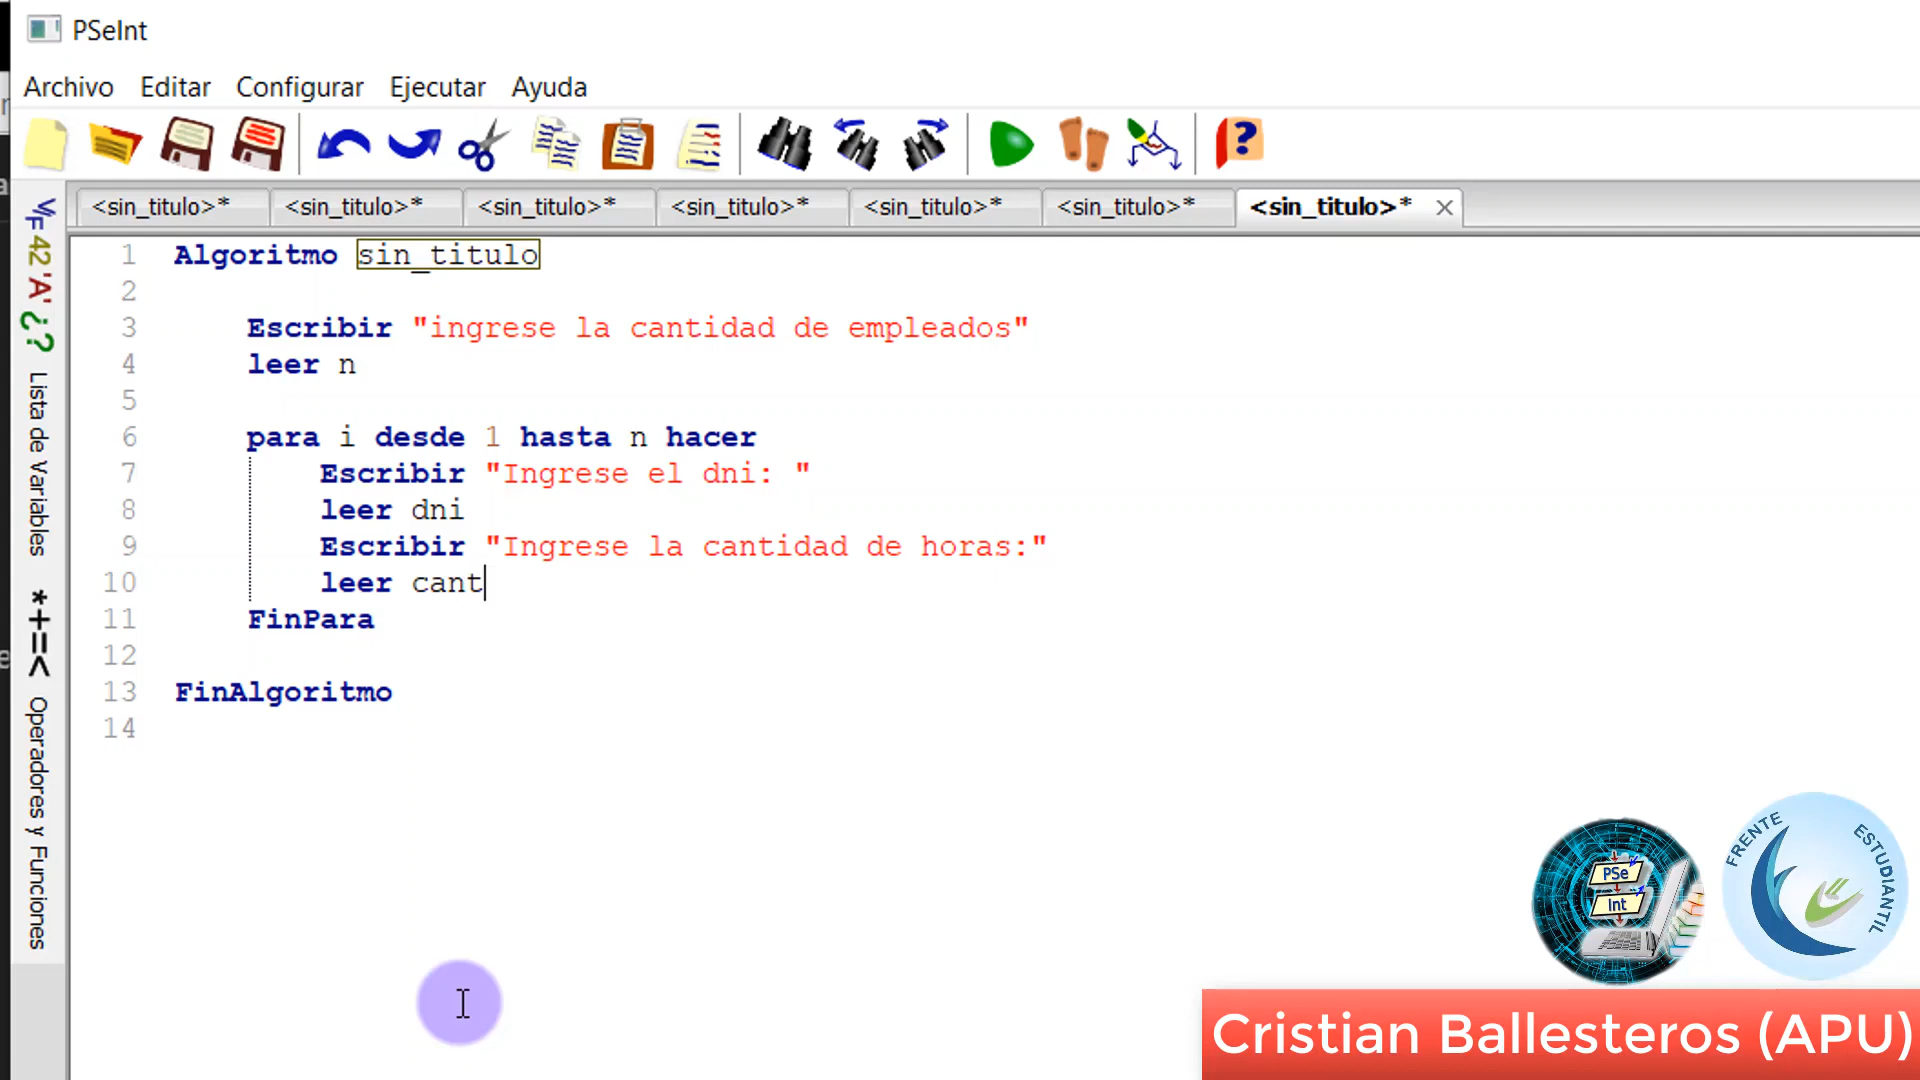 PSeInt
Archivo Editar Configurar Ejecutar Ayuda
<sin_titulo>* <sin_titulo>* <sin_titulo>* <sin_titulo>* <sin_titulo>* <sin_titulo>* <sin_titulo>*
1 Algoritmo sin_titulo
2
3 Escribir "ingrese la cantidad de empleados"
4 leer n
5
6 para i desde 1 hasta n hacer
7 Escribir "Ingrese el dni: "
8 leer dni
9 Escribir "Ingrese la cantidad de horas:"
10 leer cant
11 FinPara
12
13 FinAlgoritmo
14
Lista de Variables
*+=< Operadores y Funciones
PSe
Int
FRENTE ESTUDIANTIL
Cristian Ballesteros (APU)